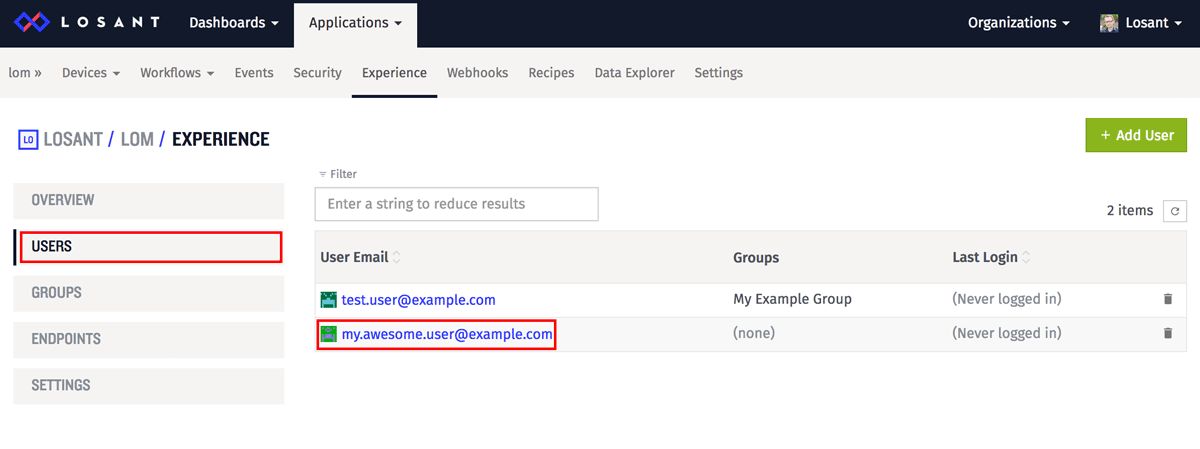 LOSANT Dashboards Applications Organizations Losant
lom » Devices Workflows Events Security Experience Webhooks Recipes Data Explorer Settings
LO LOSANT / LOM / EXPERIENCE
+ Add User
Filter
OVERVIEW
Enter a string to reduce results
2 items
USERS
User Email Groups Last Login
GROUPS
test.user@example.com My Example Group (Never logged in)
ENDPOINTS
my.awesome.user@example.com (none) (Never logged in)
SETTINGS